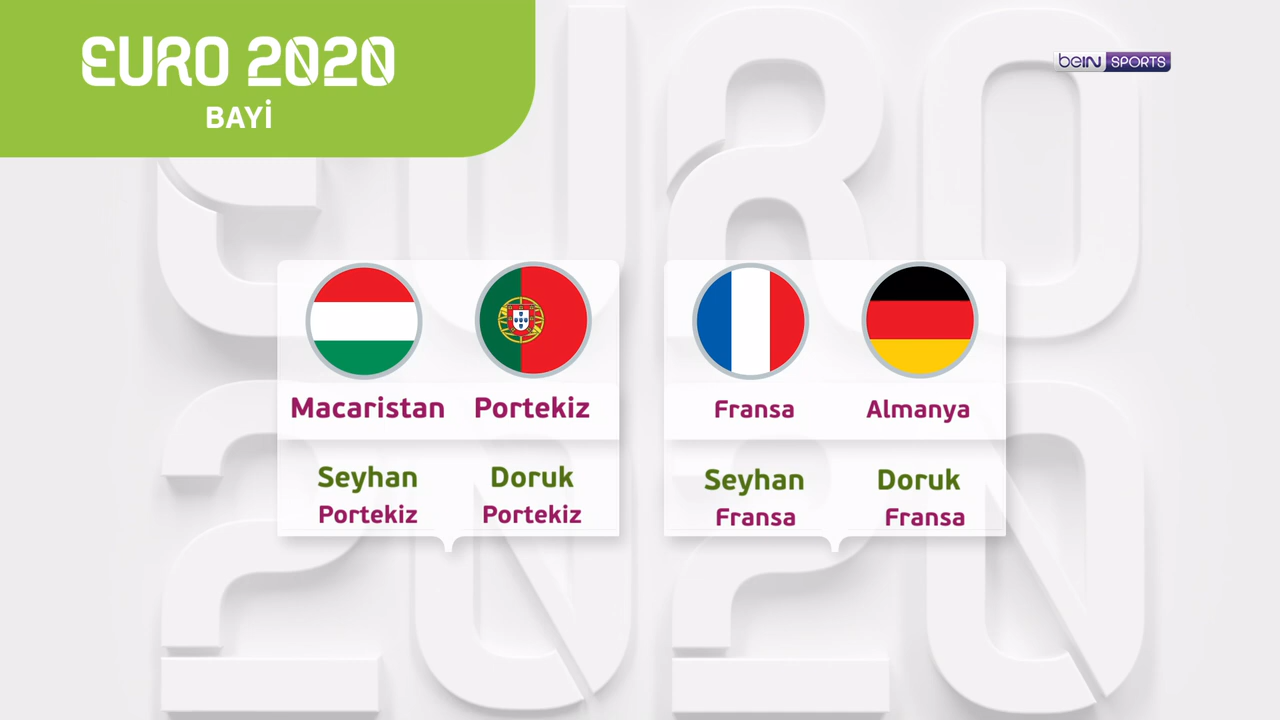 EURO 2020
BAYİ
beIN SPORTS
Macaristan Portekiz
Seyhan Doruk
Portekiz Portekiz
Fransa Almanya
Seyhan Doruk
Fransa Fransa